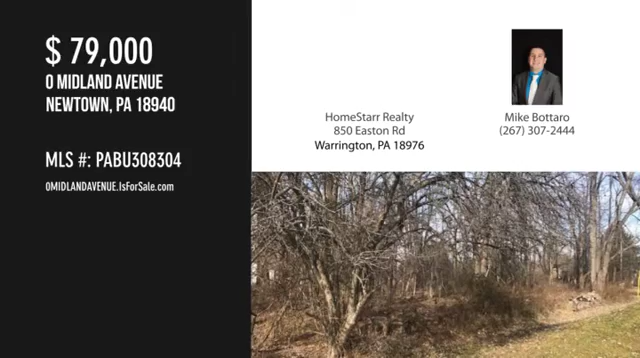 $ 79,000
0 MIDLAND AVENUE
NEWTOWN, PA 18940
MLS #: PABU308304
0MIDLANDAVENUE.IsForSale.com
HomeStarr Realty
850 Easton Rd
Warrington, PA 18976
Mike Bottaro
(267) 307-2444